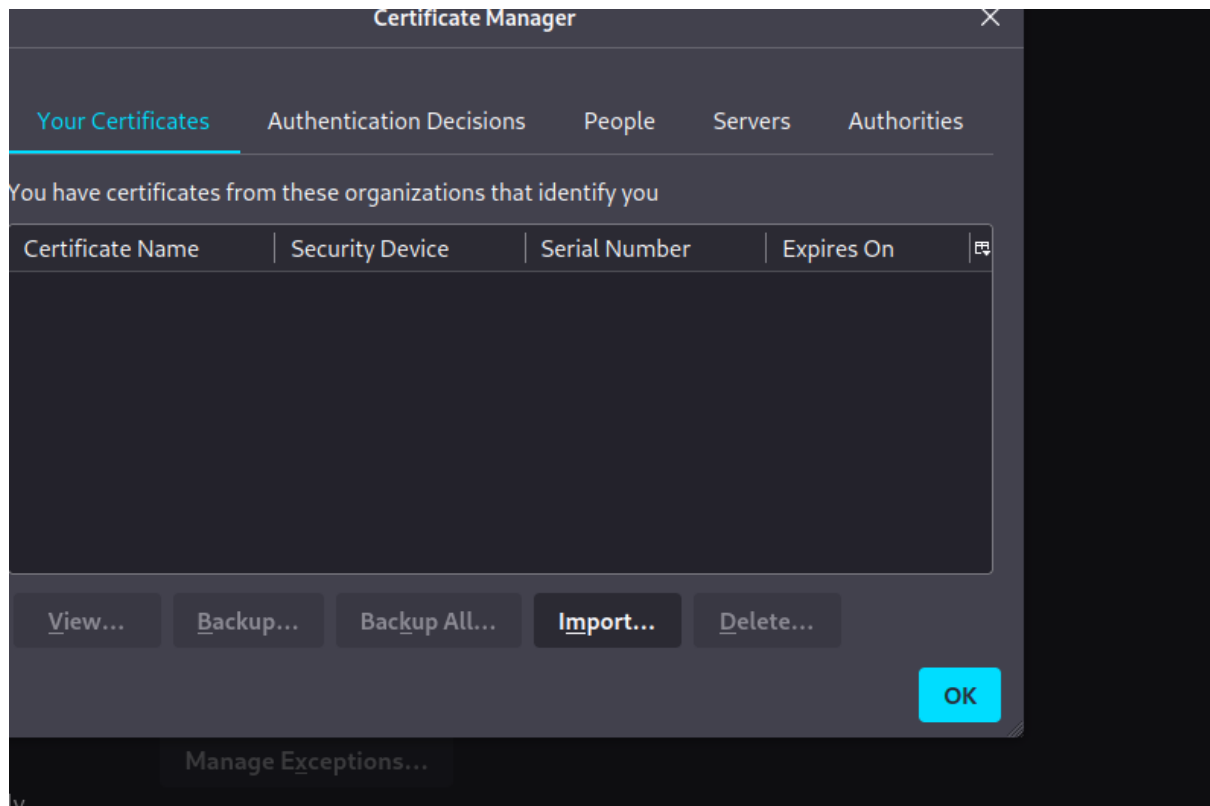 Certificate Manager
Your Certificates Authentication Decisions People Servers Authorities
You have certificates from these organizations that identify you
Certificate Name Security Device Serial Number Expires On
View... Backup... Backup All... Import... Delete...
OK
Manage Exceptions...